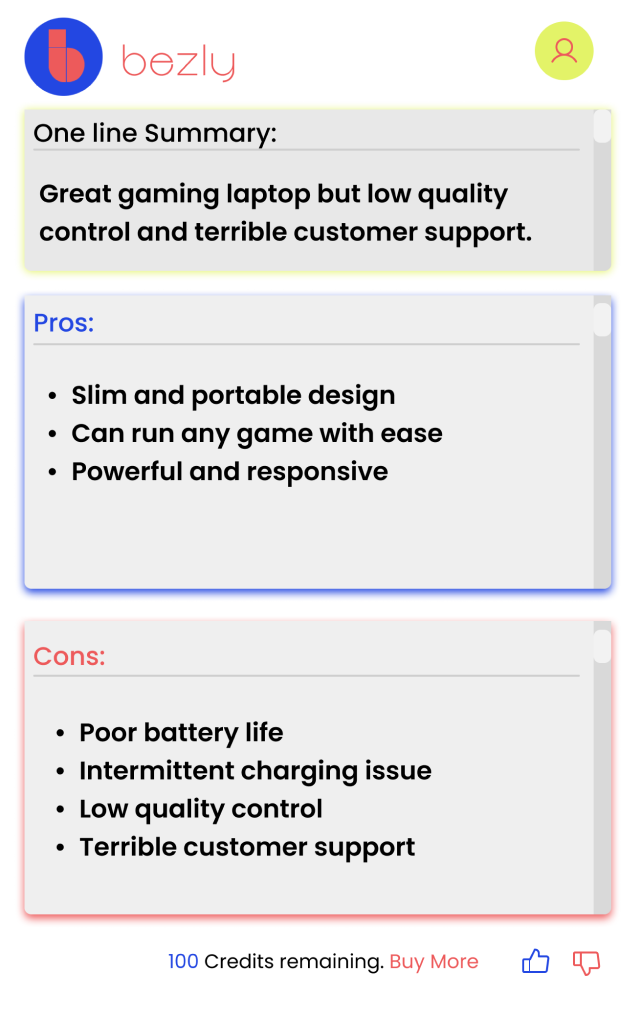 b bezly
One line Summary:
Great gaming laptop but low quality
control and terrible customer support.
Pros:
• Slim and portable design
• Can run any game with ease
• Powerful and responsive
Cons:
• Poor battery life
• Intermittent charging issue
• Low quality control
• Terrible customer support
100 Credits remaining. Buy More